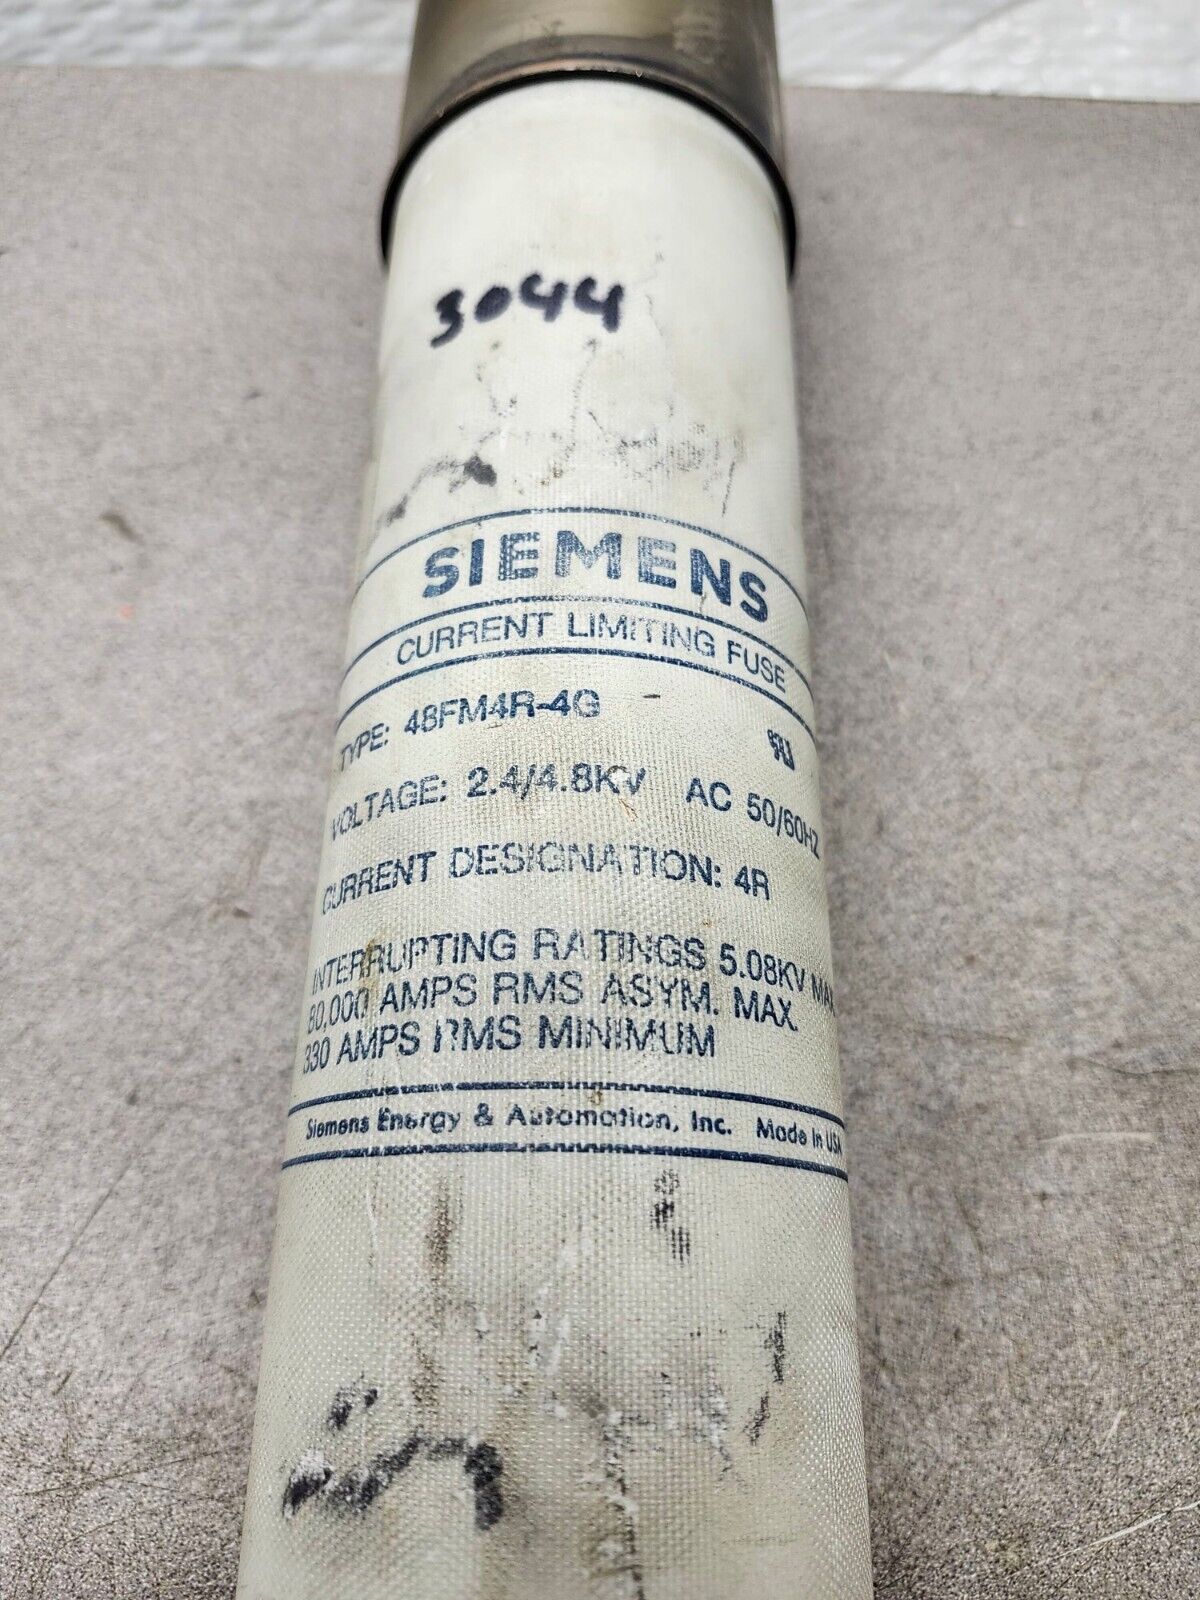 3044
SIEMENS
CURRENT LIMITING FUSE
TYPE: 48FM4R-4G
VOLTAGE: 2.4/4.8KV AC 50/60HZ
CURRENT DESIGNATION: 4R
INTERRUPTING RATINGS 5.08KV MAX.
80,000 AMPS RMS ASYM. MAX.
330 AMPS RMS MINIMUM
Siemens Energy & Automation, Inc. Made in USA